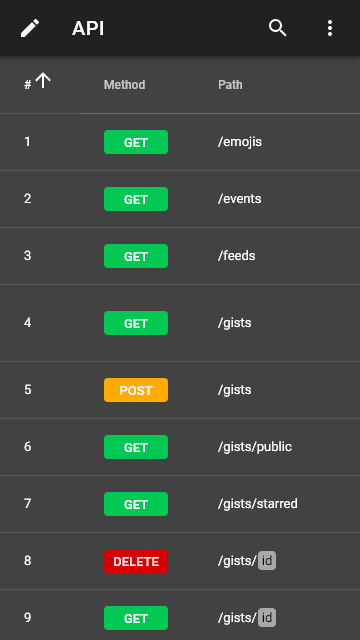 API
# Method Path
1 GET /emojis
2 GET /events
3 GET /feeds
4 GET /gists
5 POST /gists
6 GET /gists/public
7 GET /gists/starred
8 DELETE /gists/ id
9 GET /gists/ id